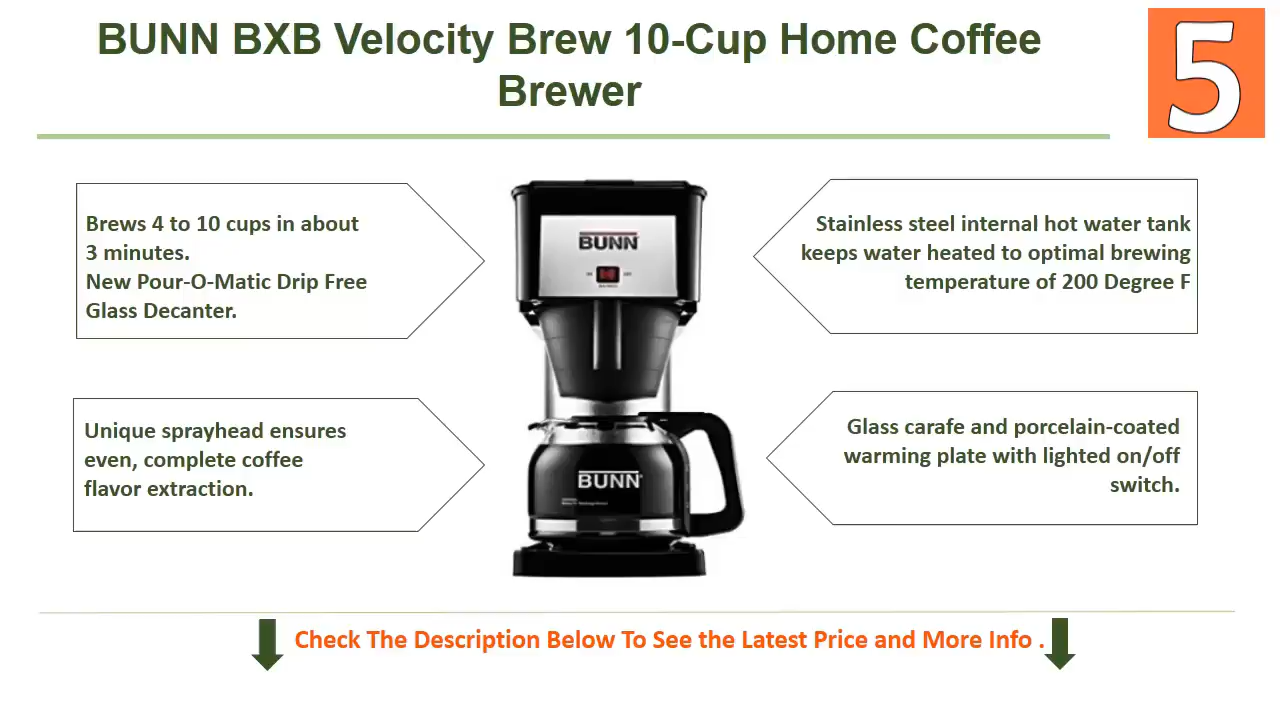 BUNN BXB Velocity Brew 10-Cup Home Coffee
Brewer
5
Brews 4 to 10 cups in about
3 minutes.
New Pour-O-Matic Drip Free
Glass Decanter.
Stainless steel internal hot water tank
keeps water heated to optimal brewing
temperature of 200 Degree F
BUNN
Unique sprayhead ensures
even, complete coffee
flavor extraction.
Glass carafe and porcelain-coated
warming plate with lighted on/off
switch.
BUNN
Check The Description Below To See the Latest Price and More Info .